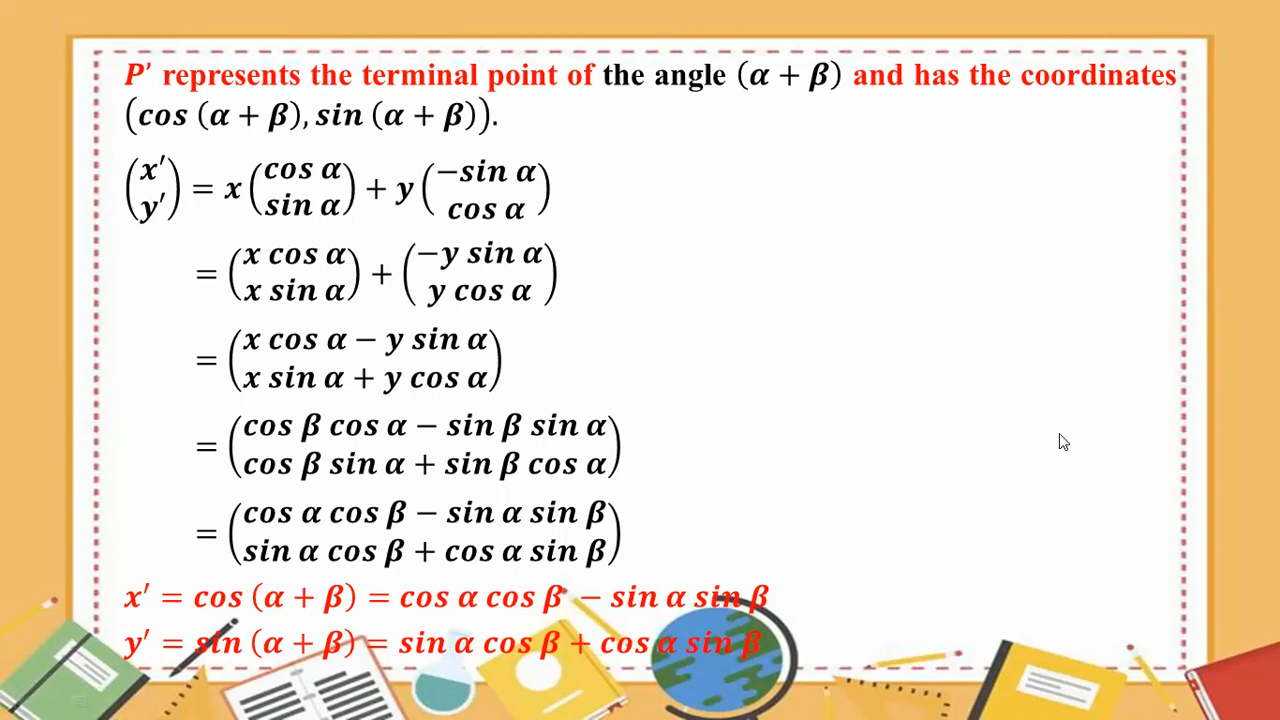 P’ represents the terminal point of the angle (α + β) and has the coordinates
(cos (α + β), sin (α + β)).
(x′ y′) = x (cos α sin α) + y (−sin α cos α)
= (x cos α x sin α) + (−y sin α y cos α)
= (x cos α − y sin α x sin α + y cos α)
= (cos β cos α − sin β sin α cos β sin α + sin β cos α)
= (cos α cos β − sin α sin β sin α cos β + cos α sin β)
x′ = cos (α + β) = cos α cos β − sin α sin β
y′ = sin (α + β) = sin α cos β + cos α sin β